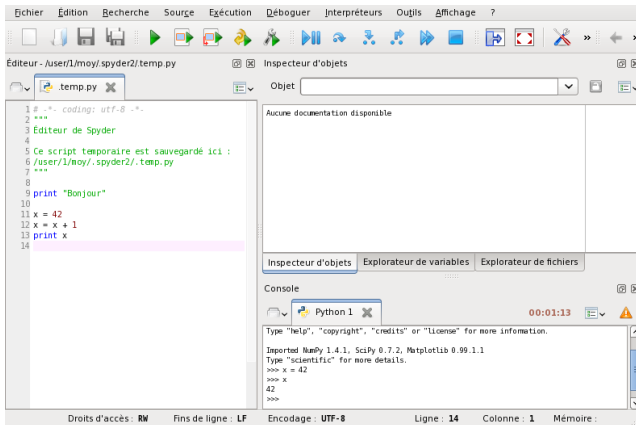 Fichier Édition Recherche Source Exécution Déboguer Interpréteurs Outils Affichage ?
»
Éditeur - /user/1/moy/.spyder2/.temp.py
.temp.py
1 # -*- coding: utf-8 -*-
2 """
3 Éditeur de Spyder
4
5 Ce script temporaire est sauvegardé ici :
6 /user/1/moy/.spyder2/.temp.py
7 """
8
9 print "Bonjour"
10
11 x = 42
12 x = x + 1
13 print x
14
Inspecteur d'objets
Objet
Aucune documentation disponible
Inspecteur d'objets Explorateur de variables Explorateur de fichiers
Console
Python 1 00:01:13
Type "help", "copyright", "credits" or "license" for more information.
Imported NumPy 1.4.1, SciPy 0.7.2, Matplotlib 0.99.1.1
Type "scientific" for more details.
>>> x = 42
>>> x
42
>>>
Droits d'accès : RW Fins de ligne : LF Encodage : UTF-8 Ligne : 14 Colonne : 1 Mémoire :